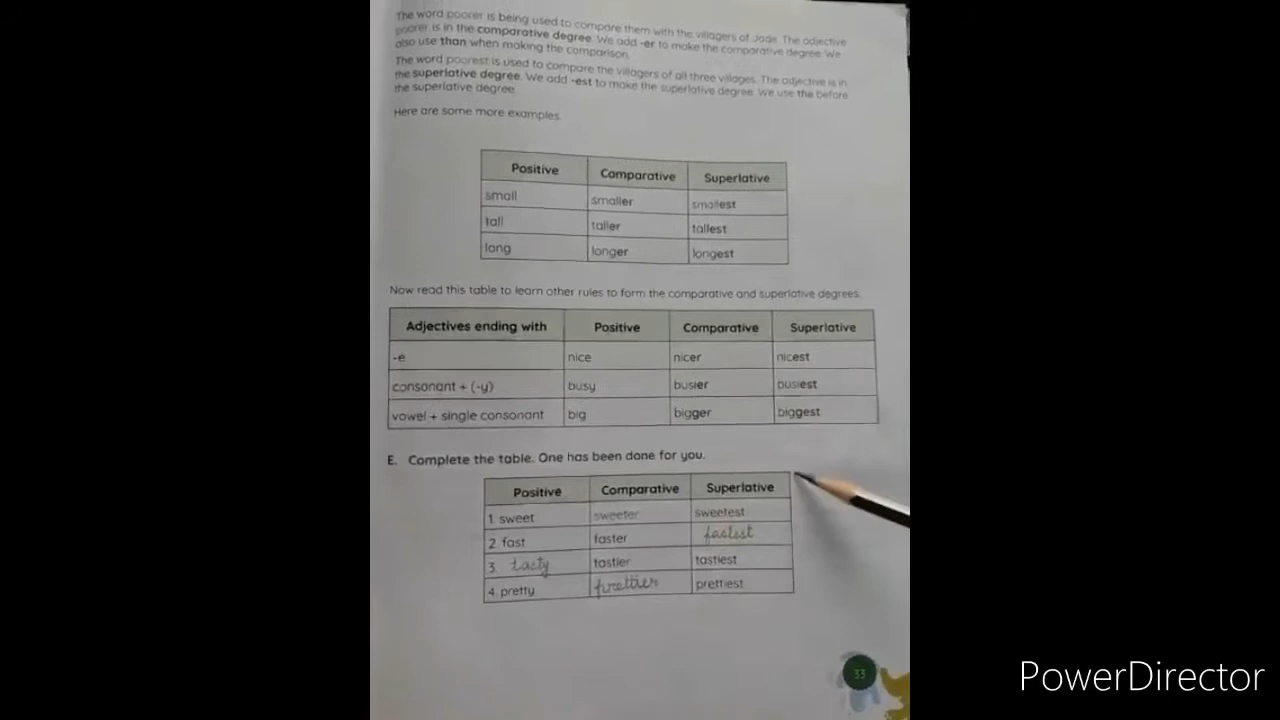 The word poorer is being used to compare them with the villagers of Jade. The adjective
poorer is in the comparative degree. We add -er to make the comparative degree. We
also use than when making the comparison.
The word poorest is used to compare the villagers of all three villages. The adjective is in
the superlative degree. We add -est to make the superlative degree. We use the before
the superlative degree.
Here are some more examples.
Positive Comparative Superlative
small smaller smallest
tall taller tallest
long longer longest
Now read this table to learn other rules to form the comparative and superlative degrees.
Adjectives ending with Positive Comparative Superlative
-e nice nicer nicest
consonant + (-y) busy busier busiest
vowel + single consonant big bigger biggest
E. Complete the table. One has been done for you.
Positive Comparative Superlative
1. sweet sweeter sweetest
2. fast faster fastest
3. tasty tastier tastiest
4. pretty prettier prettiest
33
PowerDirector